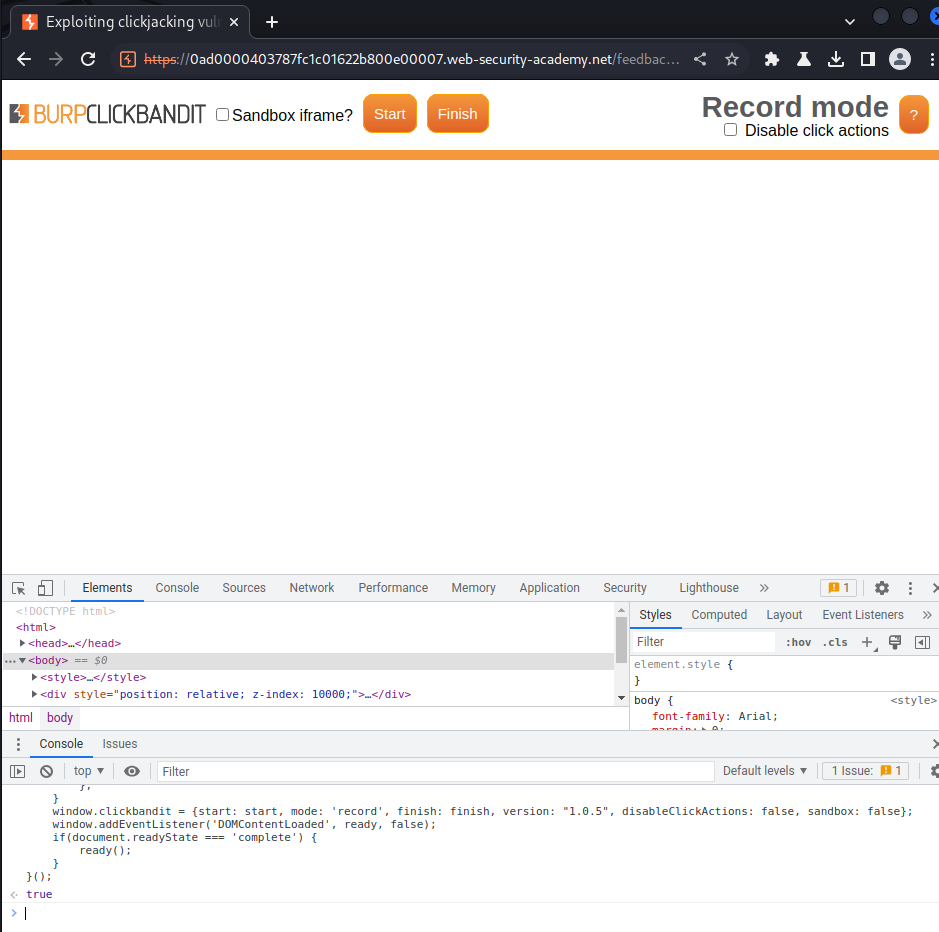 Exploiting clickjacking vul
https://0ad0000403787fc1c01622b800e00007.web-security-academy.net/feedbac...
BURPCLICKBANDIT Sandbox iframe? Start Finish Record mode ?
Disable click actions
Elements Console Sources Network Performance Memory Application Security Lighthouse » 1
<!DOCTYPE html>
<html>
<head>…</head>
<body> == $0
<style>…</style>
<div style="position: relative; z-index: 10000;">…</div>
html body
Styles Computed Layout Event Listeners »
Filter :hov .cls +
element.style {
}
body { <style>
font-family: Arial;
margin: 0;
Console Issues
top ▼ Filter Default levels ▼ 1 Issue: 1
};
}
window.clickbandit = {start: start, mode: 'record', finish: finish, version: "1.0.5", disableClickActions: false, sandbox: false};
window.addEventListener('DOMContentLoaded', ready, false);
if(document.readyState === 'complete') {
ready();
}
}();
true